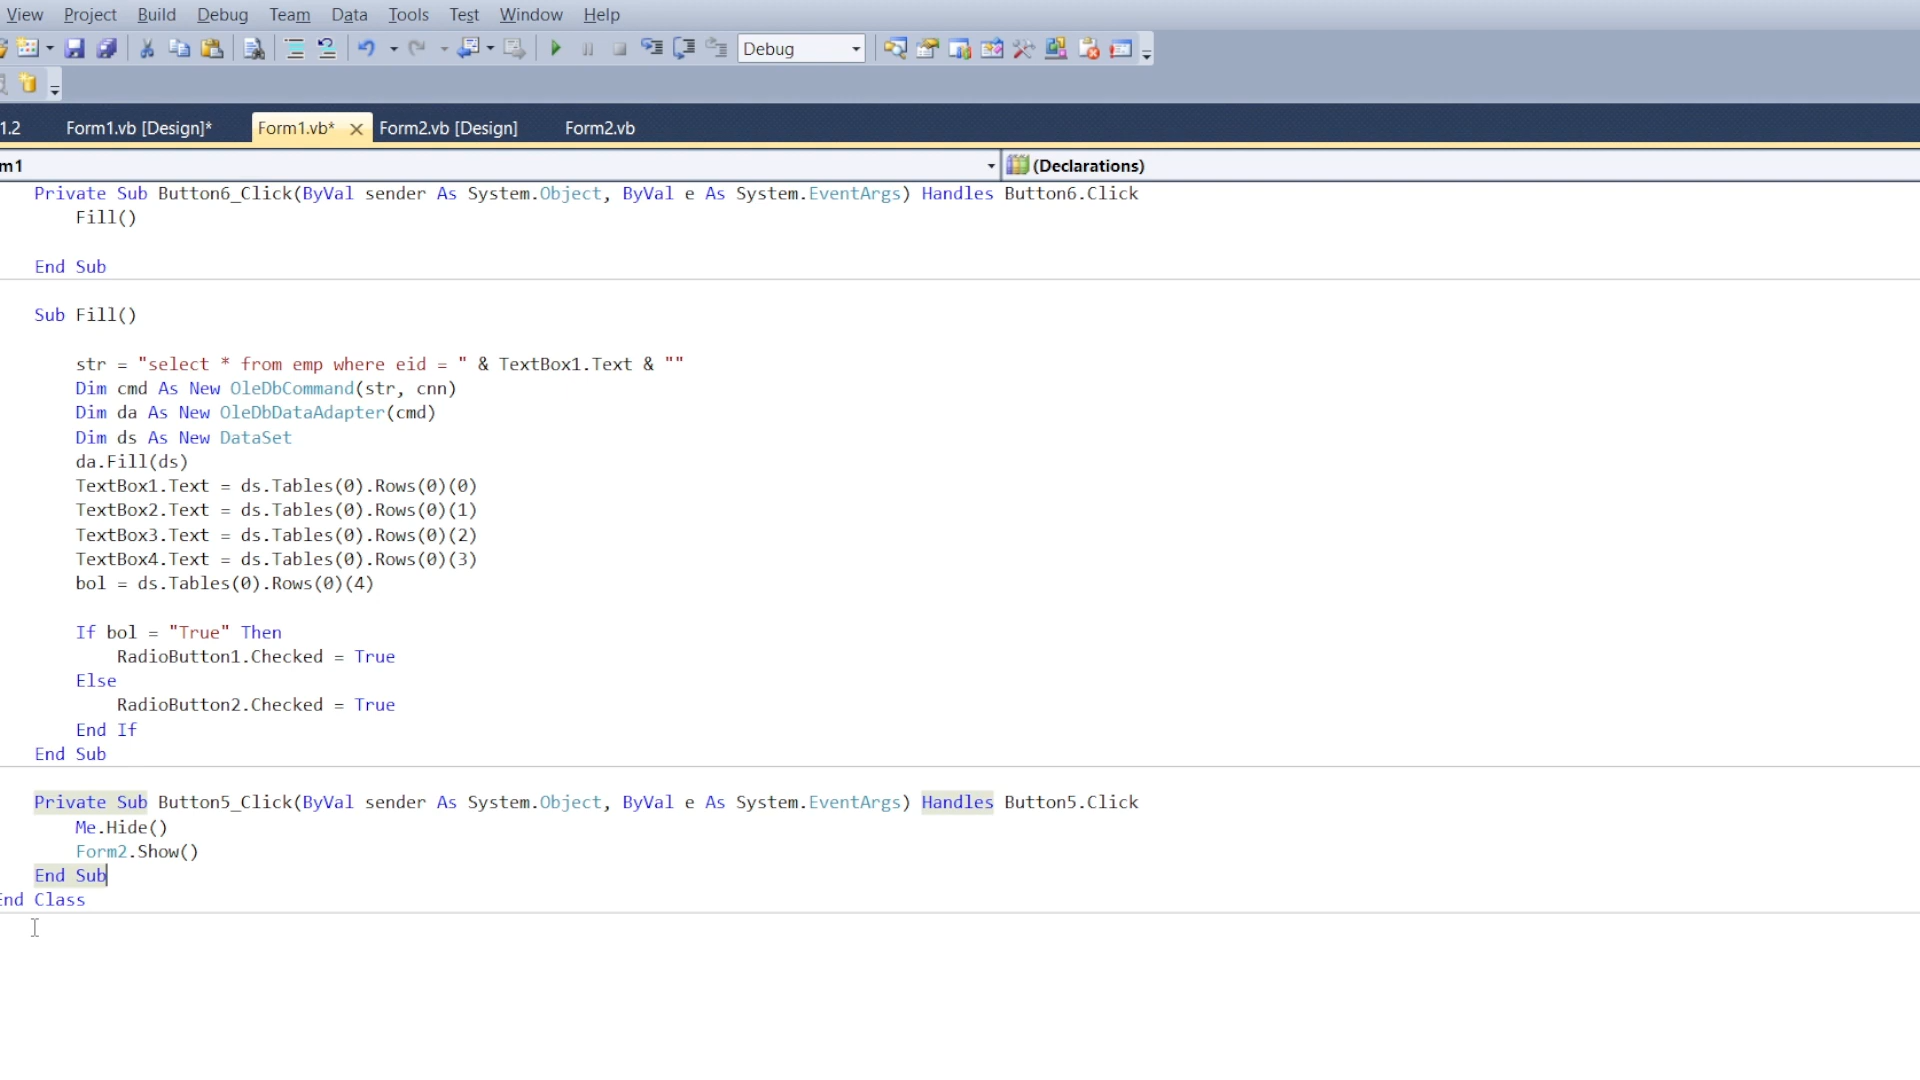 View Project Build Debug Team Data Tools Test Window Help
Debug
1.2 Form1.vb [Design]* Form1.vb* Form2.vb [Design] Form2.vb
m1 (Declarations)
Private Sub Button6_Click(ByVal sender As System.Object, ByVal e As System.EventArgs) Handles Button6.Click
Fill()
End Sub
Sub Fill()
str = "select * from emp where eid = " & TextBox1.Text & ""
Dim cmd As New OleDbCommand(str, cnn)
Dim da As New OleDbDataAdapter(cmd)
Dim ds As New DataSet
da.Fill(ds)
TextBox1.Text = ds.Tables(0).Rows(0)(0)
TextBox2.Text = ds.Tables(0).Rows(0)(1)
TextBox3.Text = ds.Tables(0).Rows(0)(2)
TextBox4.Text = ds.Tables(0).Rows(0)(3)
bol = ds.Tables(0).Rows(0)(4)
If bol = "True" Then
RadioButton1.Checked = True
Else
RadioButton2.Checked = True
End If
End Sub
Private Sub Button5_Click(ByVal sender As System.Object, ByVal e As System.EventArgs) Handles Button5.Click
Me.Hide()
Form2.Show()
End Sub
End Class